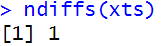 > ndiffs(xts)
[1] 1